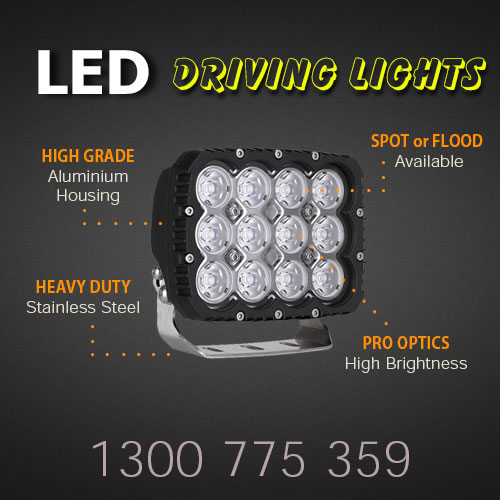 LED DRIVING LIGHTS
SPOT or FLOOD
Available
HIGH GRADE
Aluminium
Housing
HEAVY DUTY
Stainless Steel
PRO OPTICS
High Brightness
1300 775 359